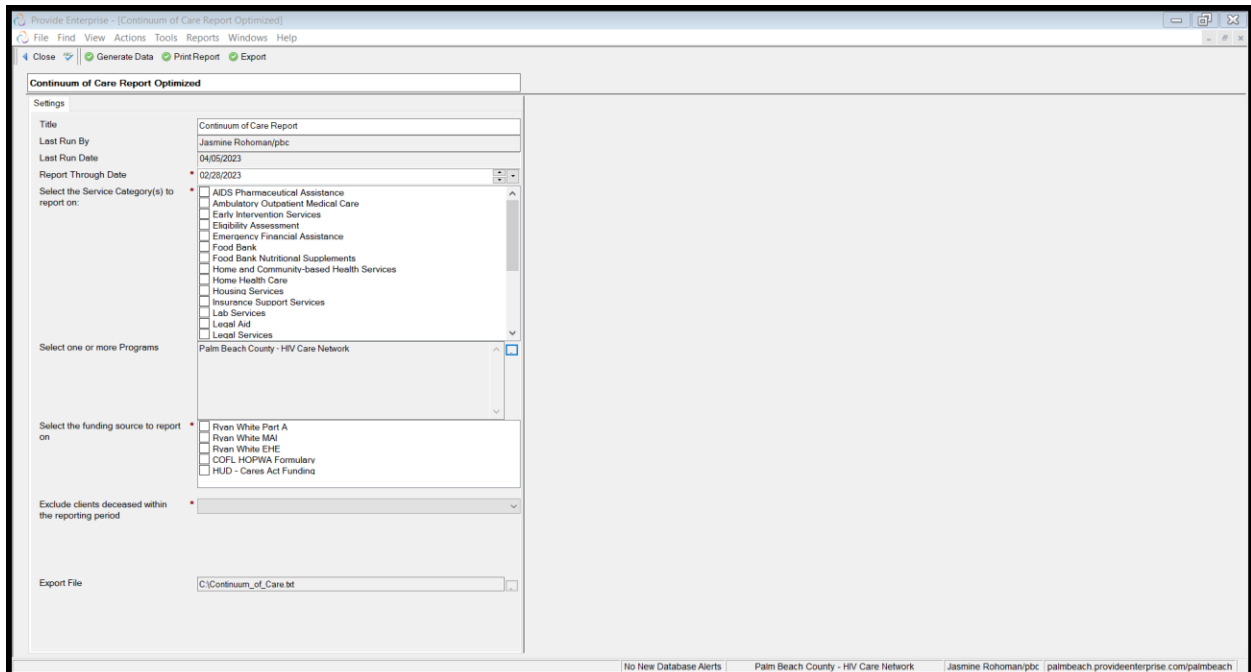 Provide Enterprise - [Continuum of Care Report Optimized]
File Find View Actions Tools Reports Windows Help
Close Generate Data Print Report Export
Continuum of Care Report Optimized
Settings
Title Continuum of Care Report
Last Run By Jasmine Rohoman/pbc
Last Run Date 04/05/2023
Report Through Date * 02/28/2023
Select the Service Category(s) to * AIDS Pharmaceutical Assistance
report on: Ambulatory Outpatient Medical Care
Early Intervention Services
Eligibility Assessment
Emergency Financial Assistance
Food Bank
Food Bank Nutritional Supplements
Home and Community-based Health Services
Home Health Care
Housing Services
Insurance Support Services
Lab Services
Legal Aid
Legal Services
Select one or more Programs Palm Beach County - HIV Care Network
Select the funding source to report * Ryan White Part A
on Ryan White MAI
Ryan White EHE
COFL HOPWA Formulary
HUD - Cares Act Funding
Exclude clients deceased within *
the reporting period
Export File C:\Continuum_of_Care.txt
No New Database Alerts Palm Beach County - HIV Care Network Jasmine Rohoman/pbc palmbeach.provideenterprise.com/palmbeach